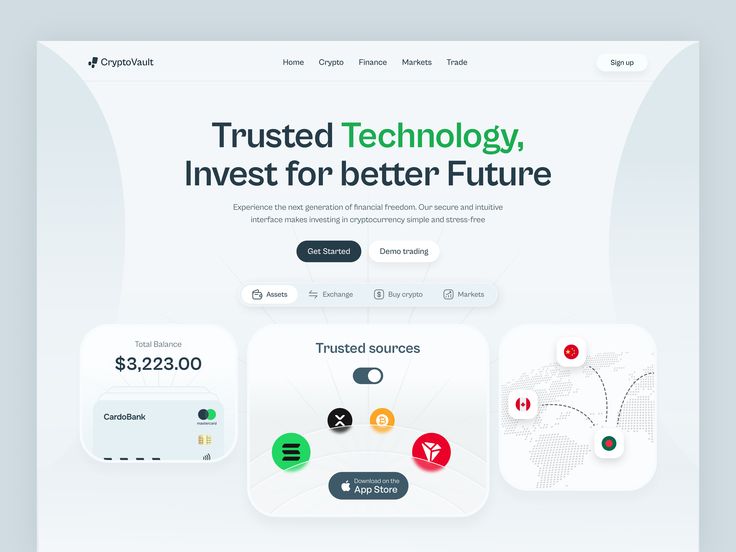 CryptoVault
Home
Crypto
Finance
Markets
Trade
Sign up
Trusted Technology,
Invest for better Future
Experience the next generation of financial freedom. Our secure and intuitive
interface makes investing in cryptocurrency simple and stress-free
Get Started
Demo trading
Assets
Exchange
Buy crypto
Markets
Total Balance
$3,223.00
CardoBank
mastercard
Trusted sources
Download on the
App Store